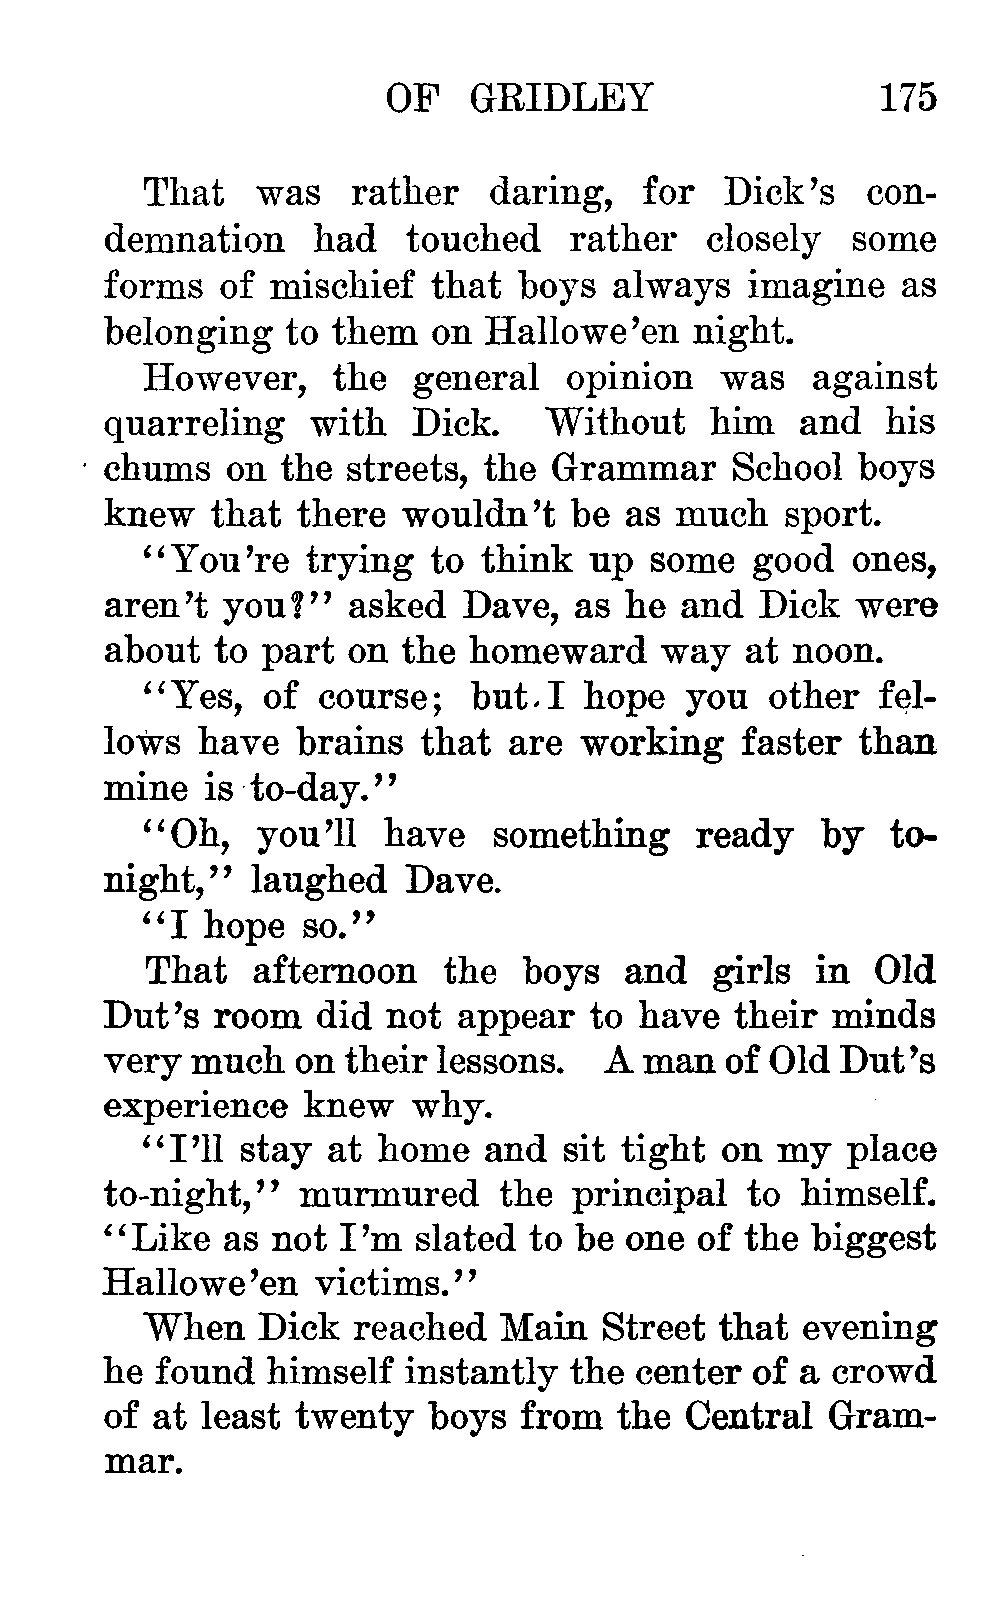 OF GRIDLEY 175
That was rather daring, for Dick's con-
demnation had touched rather closely some
forms of mischief that boys always imagine as
belonging to them on Hallowe'en night.
However, the general opinion was against
quarreling with Dick. Without him and his
chums on the streets, the Grammar School boys
knew that there wouldn't be as much sport.
"You're trying to think up some good ones,
aren't you?" asked Dave, as he and Dick were
about to part on the homeward way at noon.
"Yes, of course; but I hope you other fel-
lows have brains that are working faster than
mine is to-day."
"Oh, you'll have something ready by to-
night," laughed Dave.
"I hope so."
That afternoon the boys and girls in Old
Dut's room did not appear to have their minds
very much on their lessons. A man of Old Dut's
experience knew why.
"I'll stay at home and sit tight on my place
to-night," murmured the principal to himself.
"Like as not I'm slated to be one of the biggest
Hallowe'en victims."
When Dick reached Main Street that evening
he found himself instantly the center of a crowd
of at least twenty boys from the Central Gram-
mar.